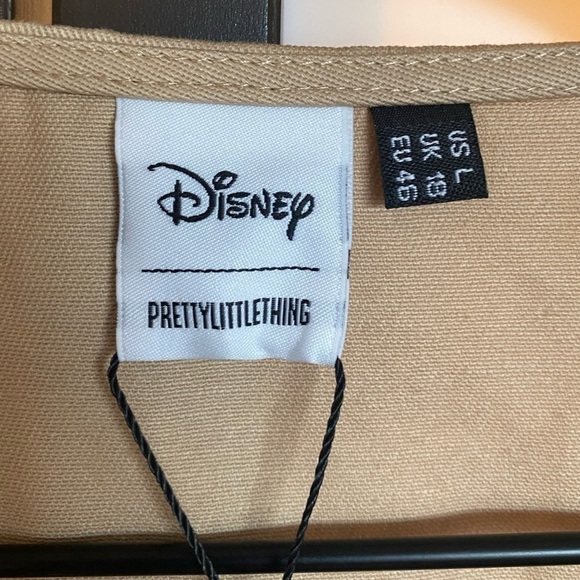 DISNEY
PRETTYLITTLETHING
US L
UK 18
EU 46